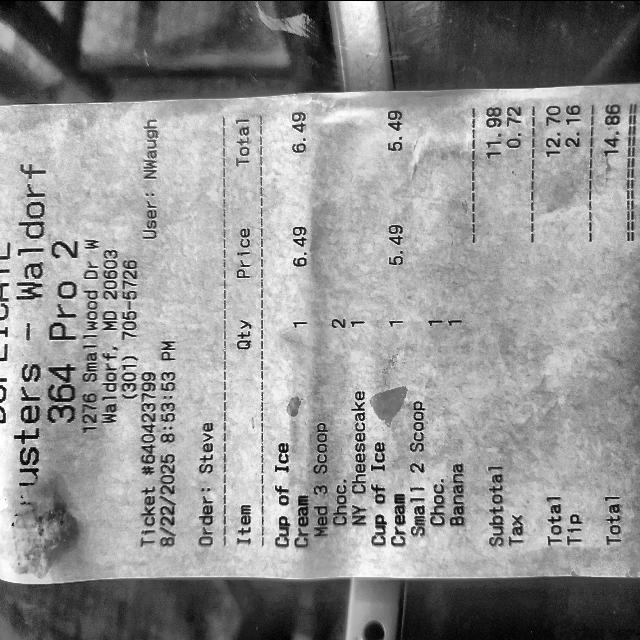 DUPLICATE
rusters - Waldorf
364 Pro 2
1276 Smallwood Dr W
Waldorf, MD 20603
(301) 705-5726
Ticket #640423799 User: NWaugh
8/22/2025 8:53:53 PM
Order: Steve
Item Qty Price Total
Cup of Ice
Cream 1 6.49 6.49
Med 3 Scoop
Choc. 2
NY Cheesecake 1
Cup of Ice
Cream 1 5.49 5.49
Small 2 Scoop
Choc. 1
Banana 1
Subtotal 11.98
Tax 0.72
Total 12.70
Tip 2.16
Total 14.86